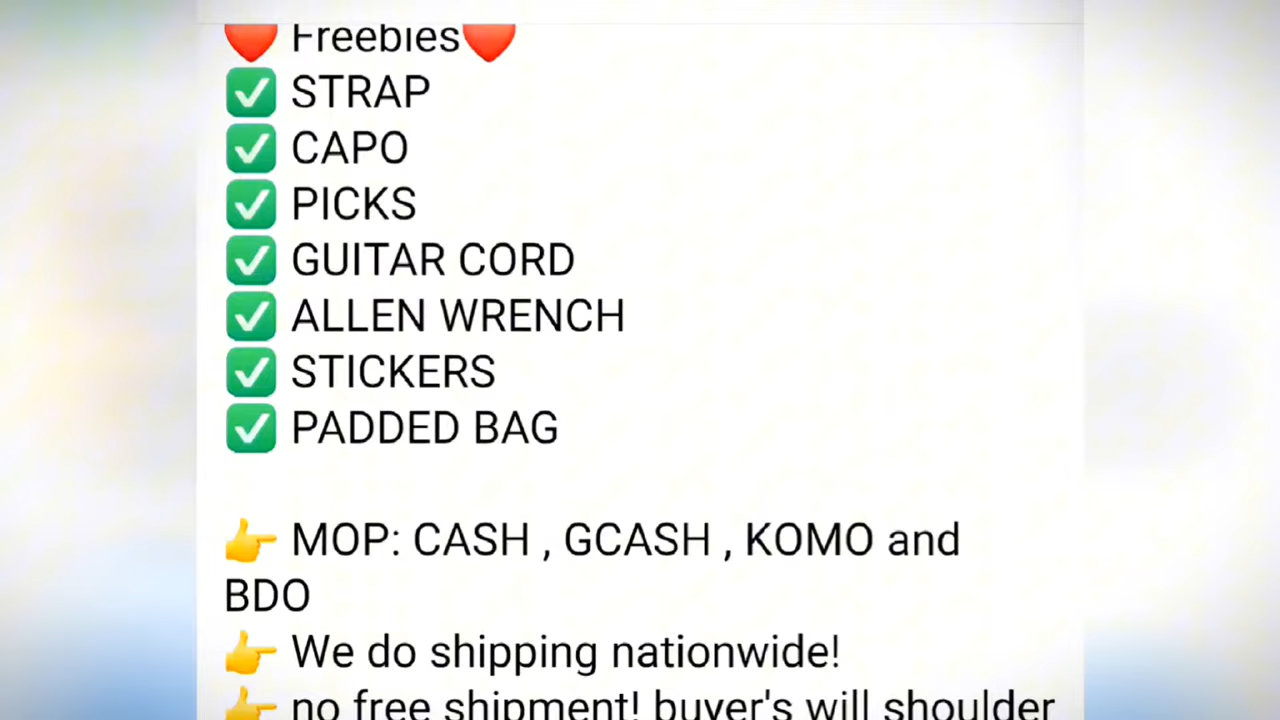 ❤️ Freebies❤️
✅ STRAP
✅ CAPO
✅ PICKS
✅ GUITAR CORD
✅ ALLEN WRENCH
✅ STICKERS
✅ PADDED BAG
👉 MOP: CASH , GCASH , KOMO and
BDO
👉 We do shipping nationwide!
👉 no free shipment! buyer's will shoulder